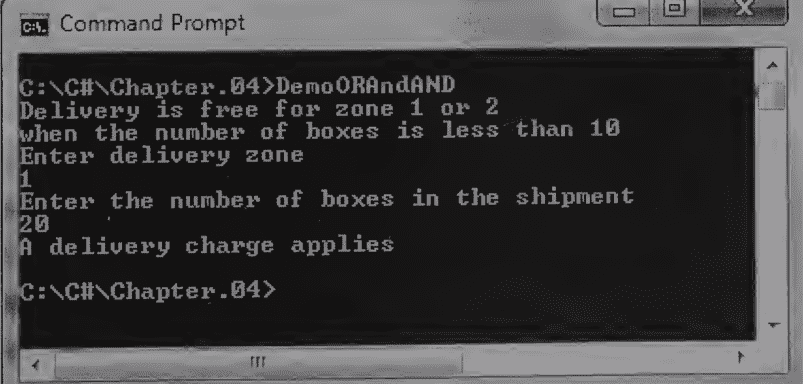 Command Prompt
C:\C#\Chapter.04>DemoORAndAND
Delivery is free for zone 1 or 2
when the number of boxes is less than 10
Enter delivery zone
1
Enter the number of boxes in the shipment
20
A delivery charge applies
C:\C#\Chapter.04>